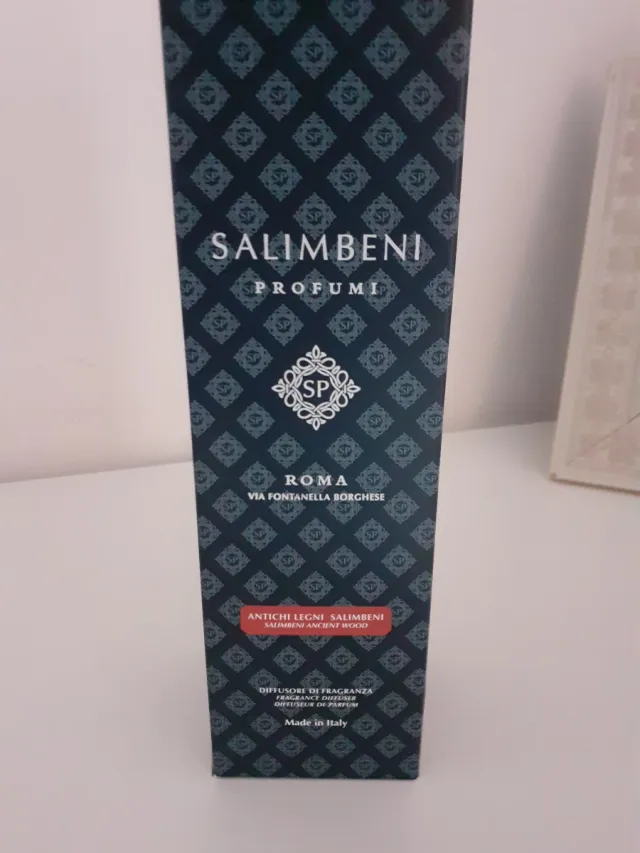 SALIMBENI
PROFUMI
SP
ROMA
VIA FONTANELLA BORGHESE
ANTICHI LEGNI SALIMBENI
SALIMBENI ANCIENT WOOD
DIFFUSORE DI FRAGRANZA
FRAGRANCE DIFFUSER
DIFFUSEUR DE PARFUM
Made in Italy